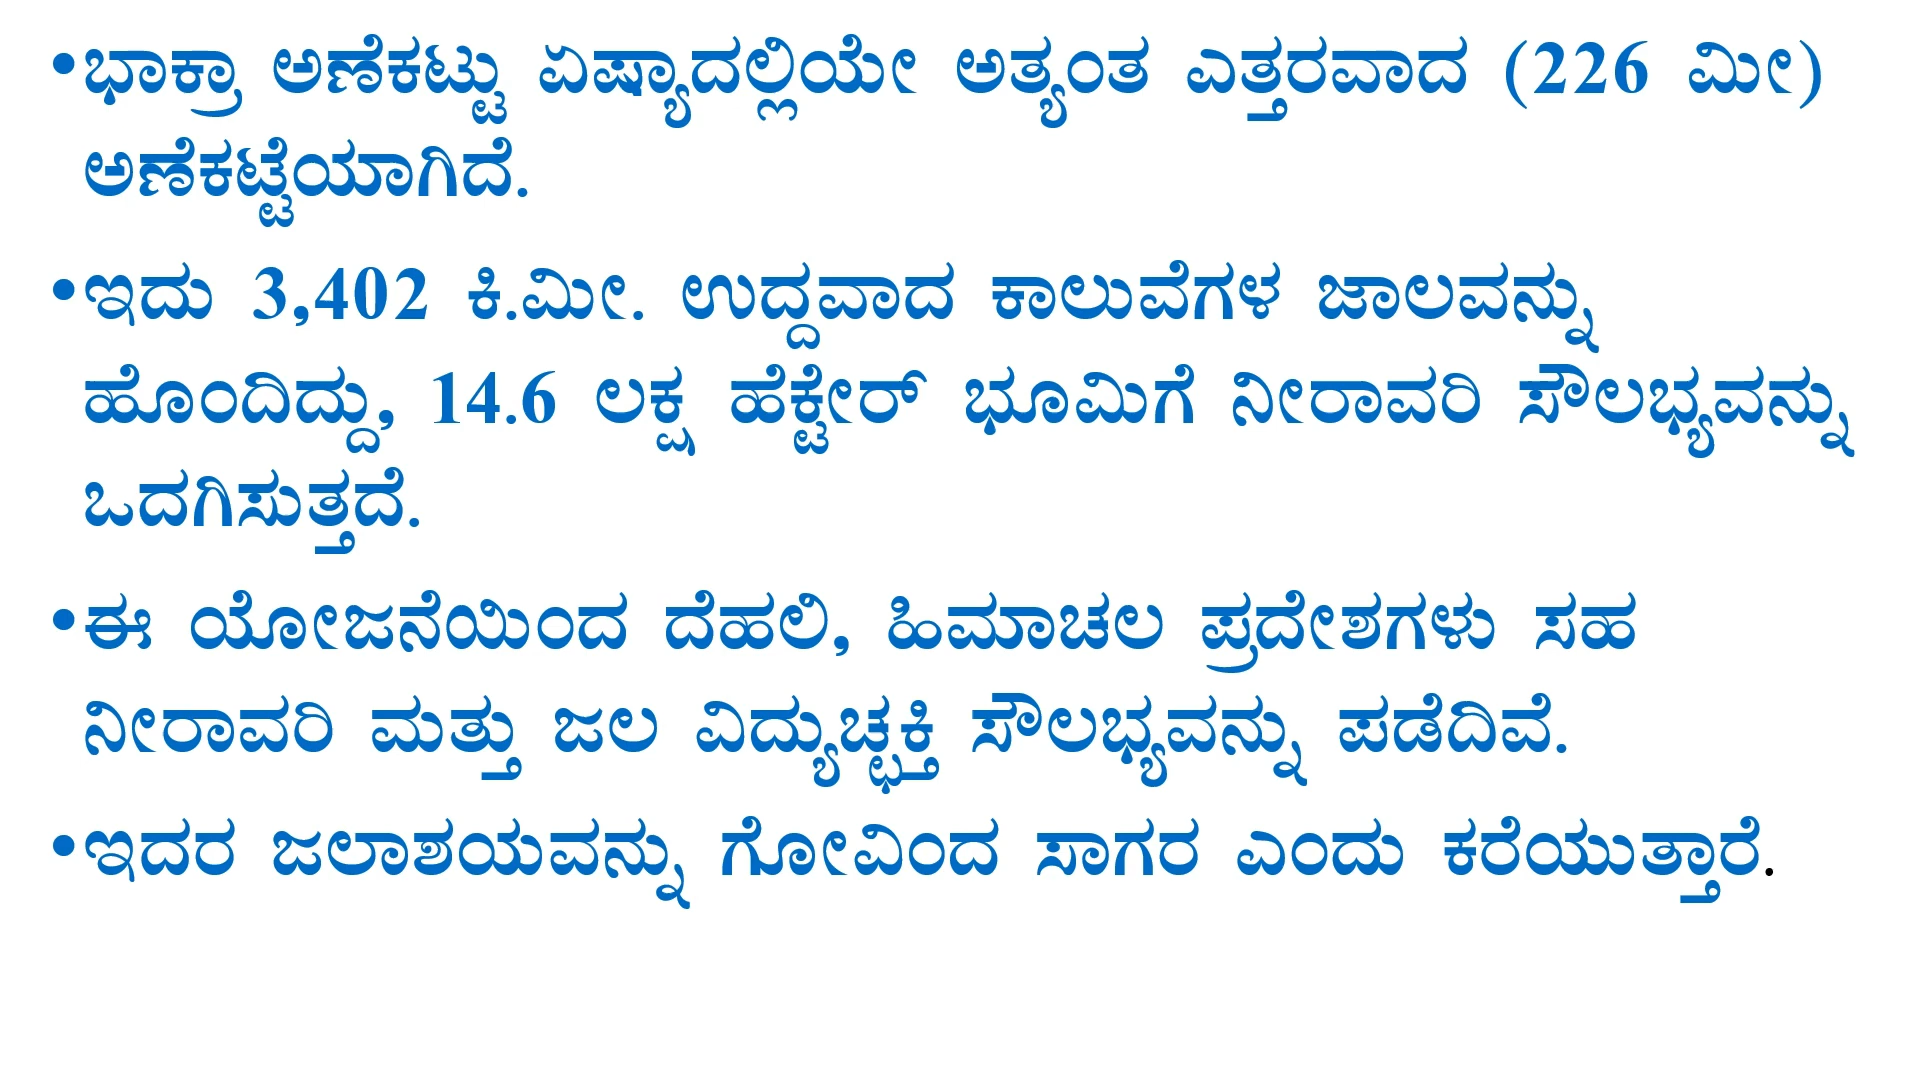 •ಭಾಕ್ರಾ ಅಣೆಕಟ್ಟು ಏಷ್ಯಾದಲ್ಲಿಯೇ ಅತ್ಯಂತ ಎತ್ತರವಾದ (226 ಮೀ)
ಅಣೆಕಟ್ಟೆಯಾಗಿದೆ.
•ಇದು 3,402 ಕಿ.ಮೀ. ಉದ್ದವಾದ ಕಾಲುವೆಗಳ ಜಾಲವನ್ನು
ಹೊಂದಿದ್ದು, 14.6 ಲಕ್ಷ ಹೆಕ್ಟೇರ್ ಭೂಮಿಗೆ ನೀರಾವರಿ ಸೌಲಭ್ಯವನ್ನು
ಒದಗಿಸುತ್ತದೆ.
•ಈ ಯೋಜನೆಯಿಂದ ದೆಹಲಿ, ಹಿಮಾಚಲ ಪ್ರದೇಶಗಳು ಸಹ
ನೀರಾವರಿ ಮತ್ತು ಜಲ ವಿದ್ಯುಚ್ಛಕ್ತಿ ಸೌಲಭ್ಯವನ್ನು ಪಡೆದಿವೆ.
•ಇದರ ಜಲಾಶಯವನ್ನು ಗೋವಿಂದ ಸಾಗರ ಎಂದು ಕರೆಯುತ್ತಾರೆ.